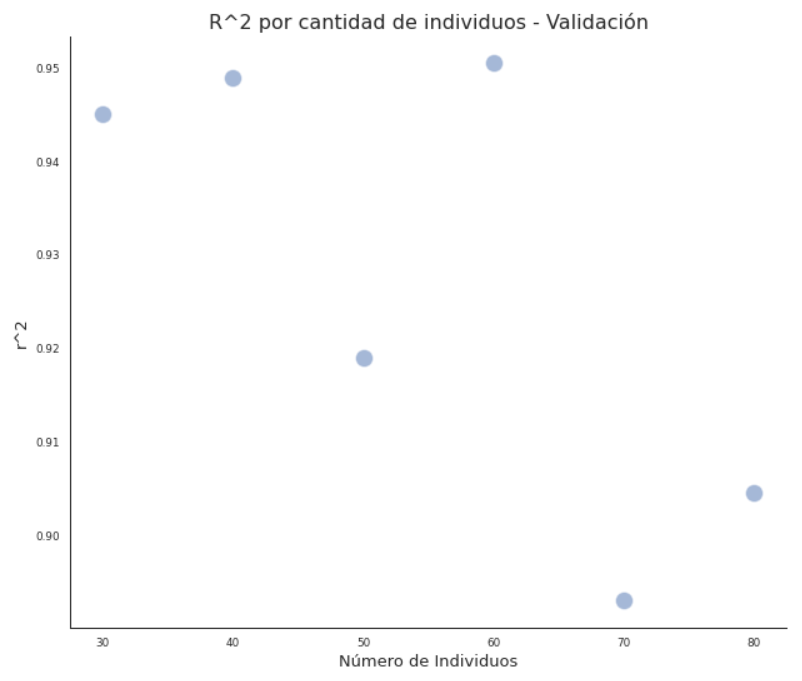 R^2 por cantidad de individuos - Validación
0.95
0.94
0.93
0.92
0.91
0.90
r^2
30 40 50 60 70 80
Número de Individuos